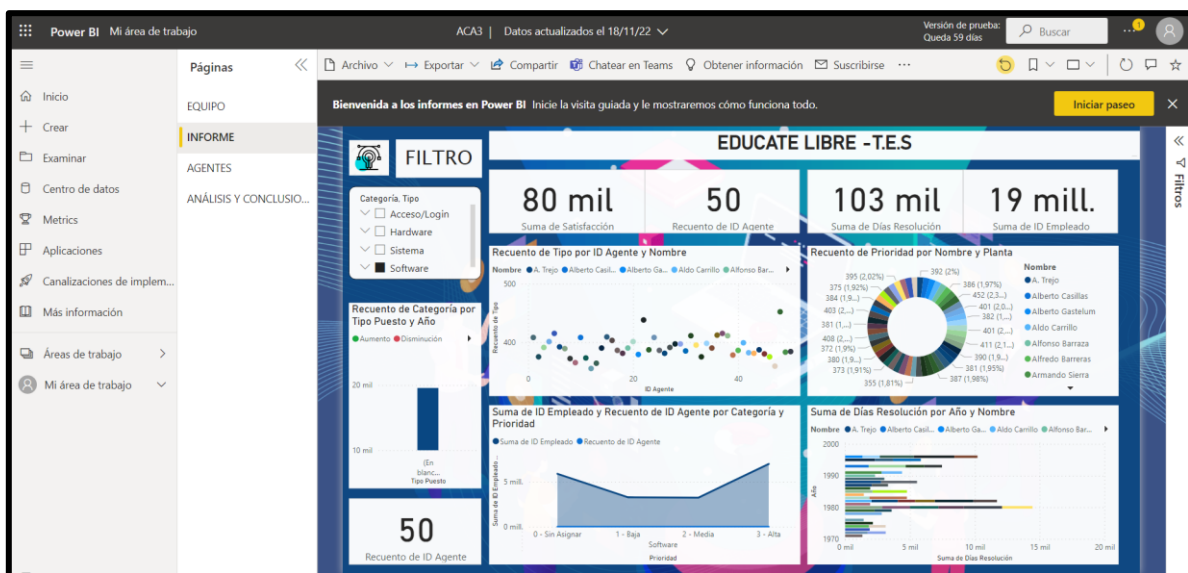 Power BI Mi área de trabajo
ACA3 | Datos actualizados el 18/11/22
Versión de prueba:
Queda 59 días
Buscar
1
Páginas
Archivo Exportar Compartir Chatear en Teams Obtener información Suscribirse
Inicio
Crear
Examinar
Centro de datos
Metrics
Aplicaciones
Canalizaciones de implem...
Más información
Áreas de trabajo
Mi área de trabajo
EQUIPO
INFORME
AGENTES
ANÁLISIS Y CONCLUSIO...
Bienvenida a los informes en Power BI Inicie la visita guiada y le mostraremos cómo funciona todo.
Iniciar paseo
Filtros
FILTRO
EDUCATE LIBRE -T.E.S
Categoría, Tipo
Acceso/Login
Hardware
Sistema
Software
80 mil
Suma de Satisfacción
50
Recuento de ID Agente
103 mil
Suma de Días Resolución
19 mill.
Suma de ID Empleado
Recuento de Categoría por
Tipo Puesto y Año
Aumento Disminución
20 mil
10 mil
(En
blanc...
Tipo Puesto
50
Recuento de ID Agente
Recuento de Tipo por ID Agente y Nombre
Nombre A. Trejo Alberto Casil... Alberto Ga... Aldo Carrillo Alfonso Bar...
500
400
Recuento de Tipo
0 20 40
ID Agente
Recuento de Prioridad por Nombre y Planta
395 (2,02%)
375 (1,92%)
384 (1,9...)
403 (2,...)
381 (1,...)
408 (2,...)
372 (1,9%)
380 (1,9...)
373 (1,91%)
355 (1,81%)
392 (2%)
386 (1,97%)
452 (2,3...)
401 (2,0...)
382 (1,...)
401 (2,...)
411 (2,1...)
390 (1,9...)
381 (1,95%)
387 (1,98%)
Nombre
A. Trejo
Alberto Casillas
Alberto Gastelum
Aldo Carrillo
Alfonso Barraza
Alfredo Barreras
Armando Sierra
Suma de ID Empleado y Recuento de ID Agente por Categoría y
Prioridad
Suma de ID Empleado Recuento de ID Agente
Suma de ID Empleado ...
5 mill.
0 mill.
0 - Sin Asignar 1 - Baja 2 - Media 3 - Alta
Software
Prioridad
Suma de Días Resolución por Año y Nombre
Nombre A. Trejo Alberto Casil... Alberto Ga... Aldo Carrillo Alfonso Bar...
2000
1990
1980
1970
Año
0 mil 5 mil 10 mil 15 mil 20 mil
Suma de Días Resolución